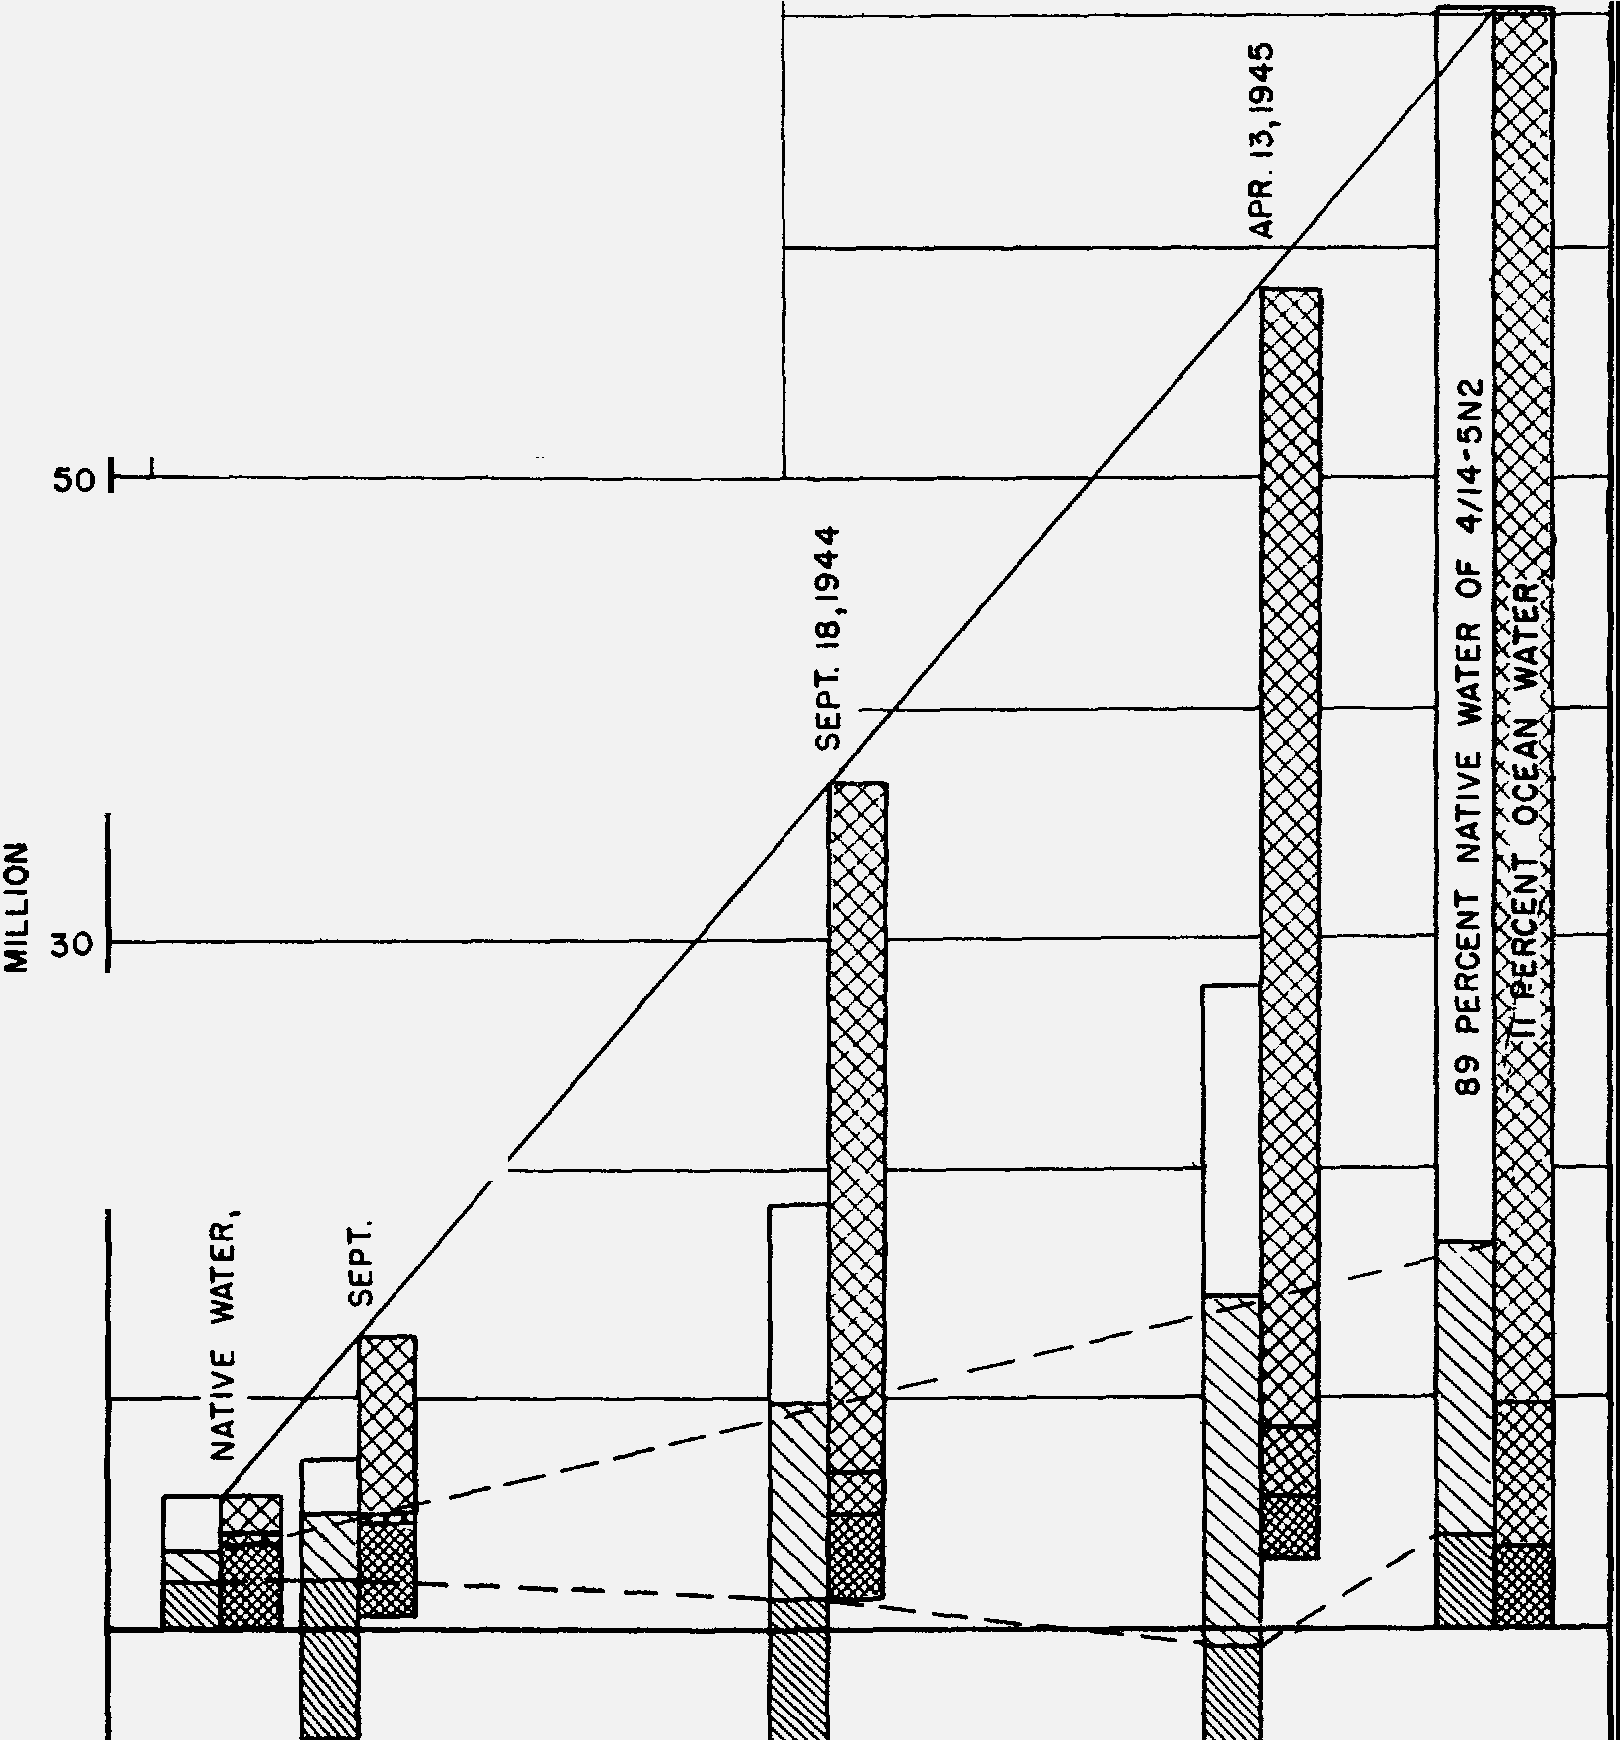 APR. 13, 1945
50
SEPT. 18, 1944
89 PERCENT NATIVE WATER OF 4/14-5N2
11 PERCENT OCEAN WATER
MILLION
30
NATIVE WATER,
SEPT.